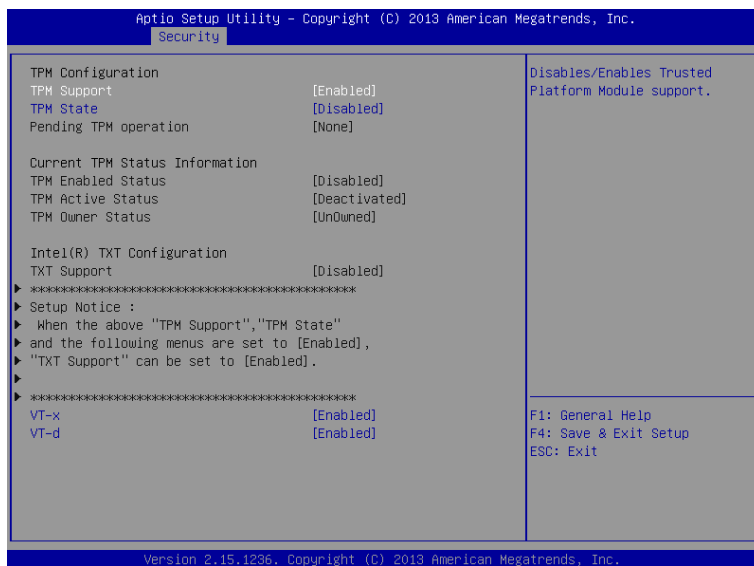 Aptio Setup Utility – Copyright (C) 2013 American Megatrends, Inc.
Security
TPM Configuration
TPM Support [Enabled]
TPM State [Disabled]
Pending TPM operation [None]
Current TPM Status Information
TPM Enabled Status [Disabled]
TPM Active Status [Deactivated]
TPM Owner Status [UnOwned]
Intel(R) TXT Configuration
TXT Support [Disabled]
*******************************************
Setup Notice :
When the above "TPM Support","TPM State"
and the following menus are set to [Enabled],
"TXT Support" can be set to [Enabled].
*******************************************
VT-x [Enabled]
VT-d [Enabled]
Disables/Enables Trusted
Platform Module support.
F1: General Help
F4: Save & Exit Setup
ESC: Exit
Version 2.15.1236. Copyright (C) 2013 American Megatrends, Inc.